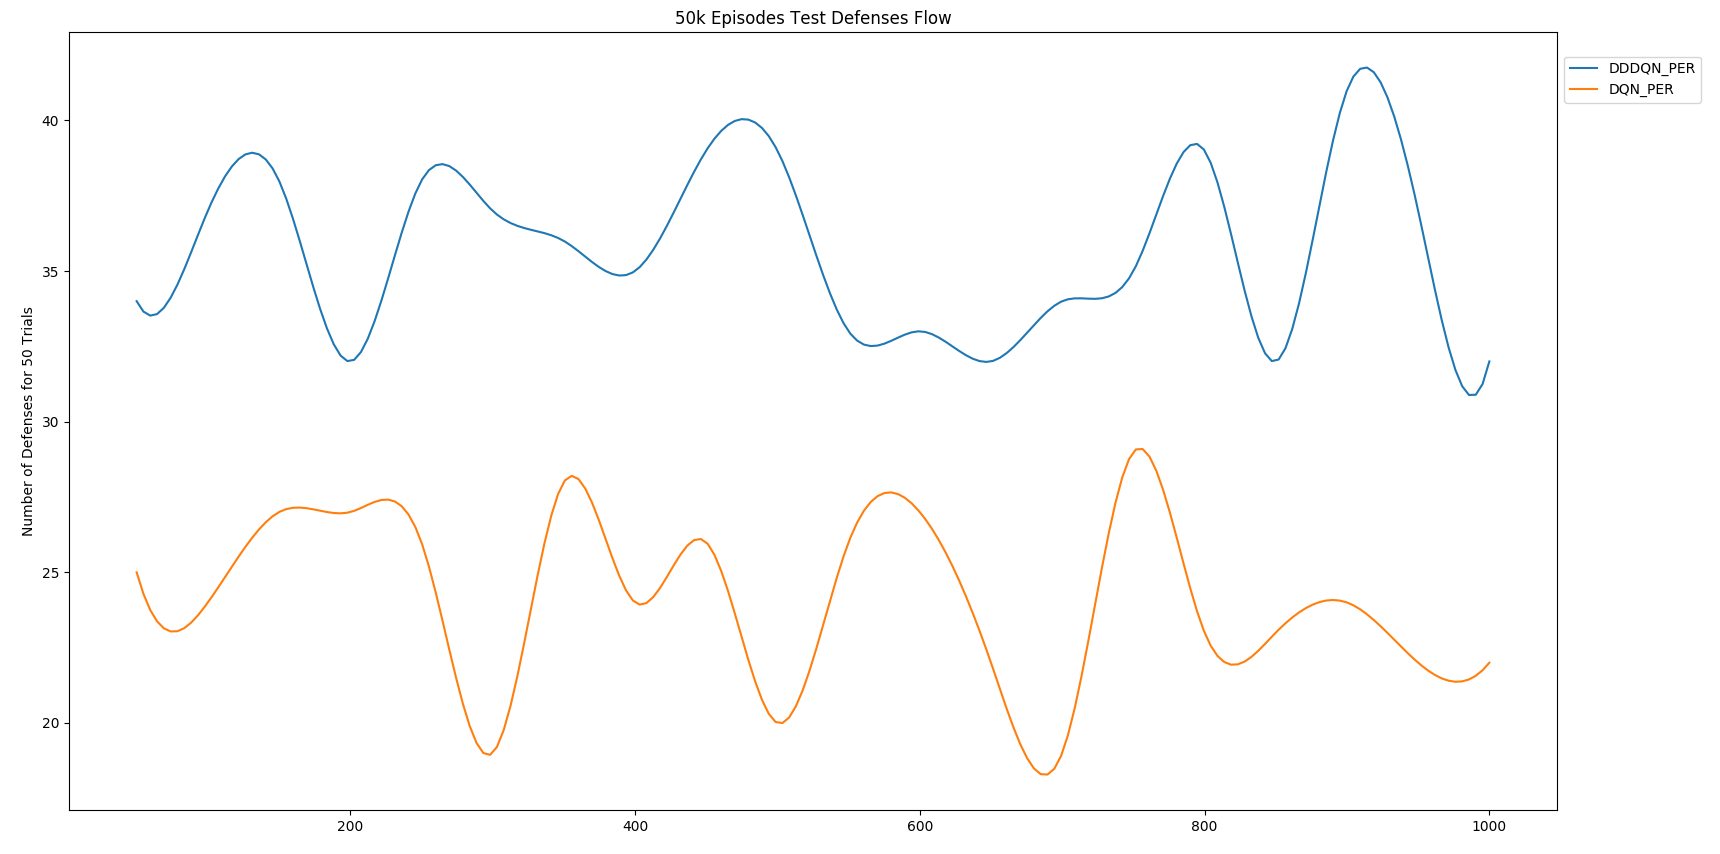 50k Episodes Test Defenses Flow
DDDQN_PER
DQN_PER
Number of Defenses for 50 Trials
40
35
30
25
20
200
400
600
800
1000